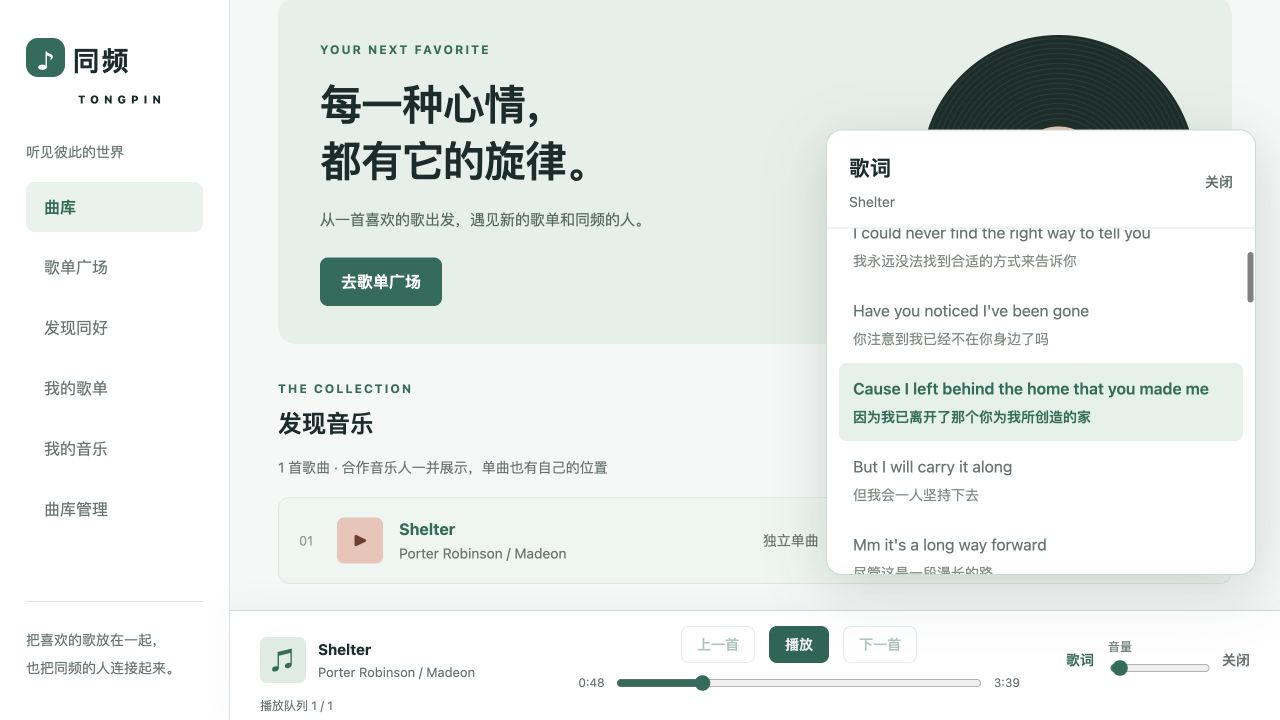 同频
TONGPIN
听见彼此的世界
曲库
歌单广场
发现同好
我的歌单
我的音乐
曲库管理
把喜欢的歌放在一起，
也把同频的人连接起来。
YOUR NEXT FAVORITE
每一种心情，
都有它的旋律。
从一首喜欢的歌出发，遇见新的歌单和同频的人。
去歌单广场
THE COLLECTION
发现音乐
1 首歌曲 · 合作音乐人一并展示，单曲也有自己的位置
01
Shelter
Porter Robinson / Madeon
独立单曲
歌词
Shelter
关闭
I could never find the right way to tell you
我永远没法找到合适的方式来告诉你
Have you noticed I've been gone
你注意到我已经不在你身边了吗
Cause I left behind the home that you made me
因为我已离开了那个你为我所创造的家
But I will carry it along
但我会一人坚持下去
Mm it's a long way forward
尽管这是一段漫长的路
Shelter
Porter Robinson / Madeon
播放队列 1 / 1
上一首
播放
下一首
0:48
3:39
歌词
音量
关闭